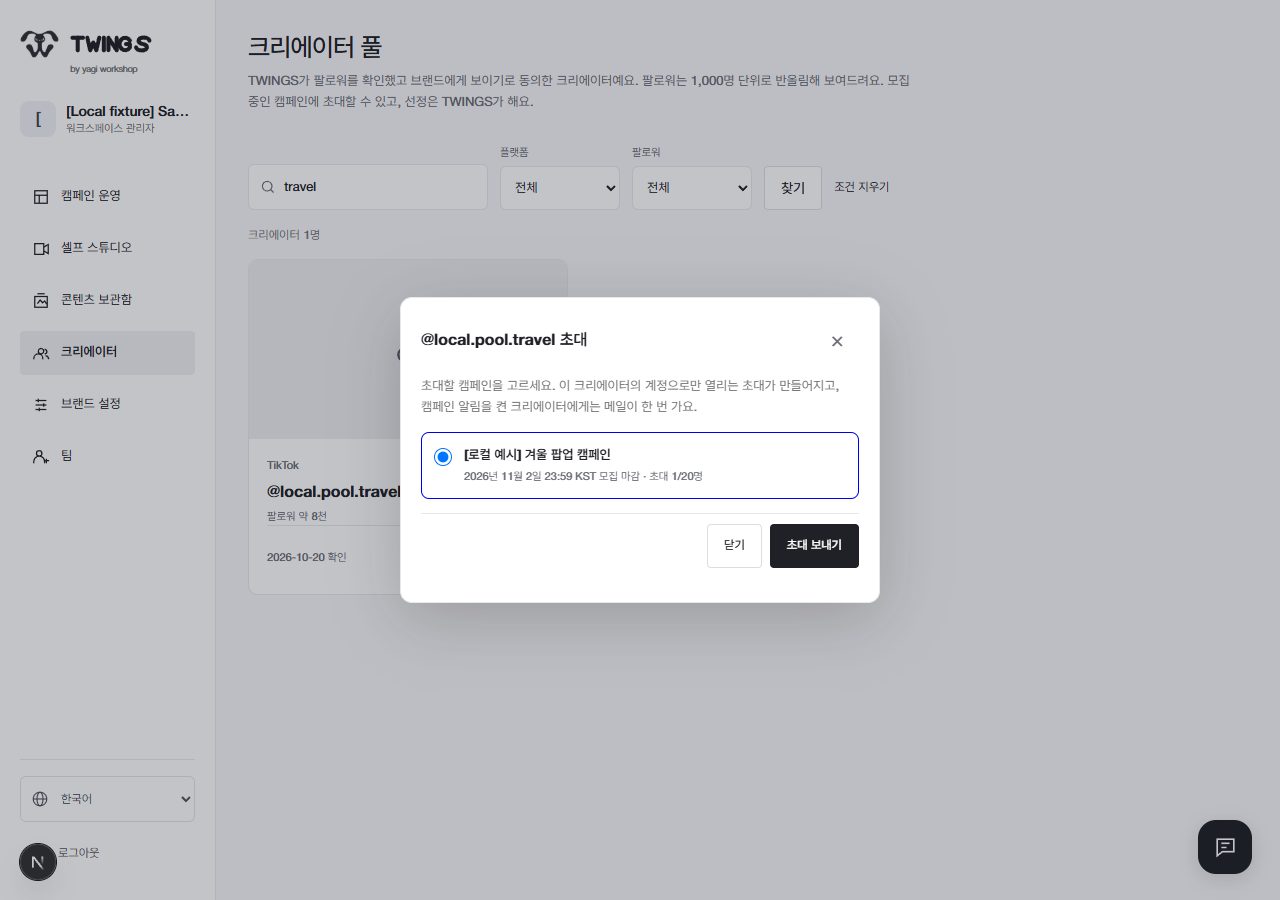 TWINGS
by yagi workshop
[
[Local fixture] Sa...
워크스페이스 관리자
캠페인 운영
셀프 스튜디오
콘텐츠 보관함
크리에이터
브랜드 설정
팀
한국어
N
로그아웃
크리에이터 풀
TWINGS가 팔로워를 확인했고 브랜드에게 보이기로 동의한 크리에이터예요. 팔로워는 1,000명 단위로 반올림해 보여드려요. 모집
중인 캠페인에 초대할 수 있고, 선정은 TWINGS가 해요.
플랫폼
팔로워
travel
전체
전체
찾기
조건 지우기
크리에이터 1명
TikTok
@local.pool.travel
팔로워 약 8천
2026-10-20 확인
@local.pool.travel 초대
초대할 캠페인을 고르세요. 이 크리에이터의 계정으로만 열리는 초대가 만들어지고,
캠페인 알림을 켠 크리에이터에게는 메일이 한 번 가요.
[로컬 예시] 겨울 팝업 캠페인
2026년 11월 2일 23:59 KST 모집 마감 · 초대 1/20명
닫기
초대 보내기